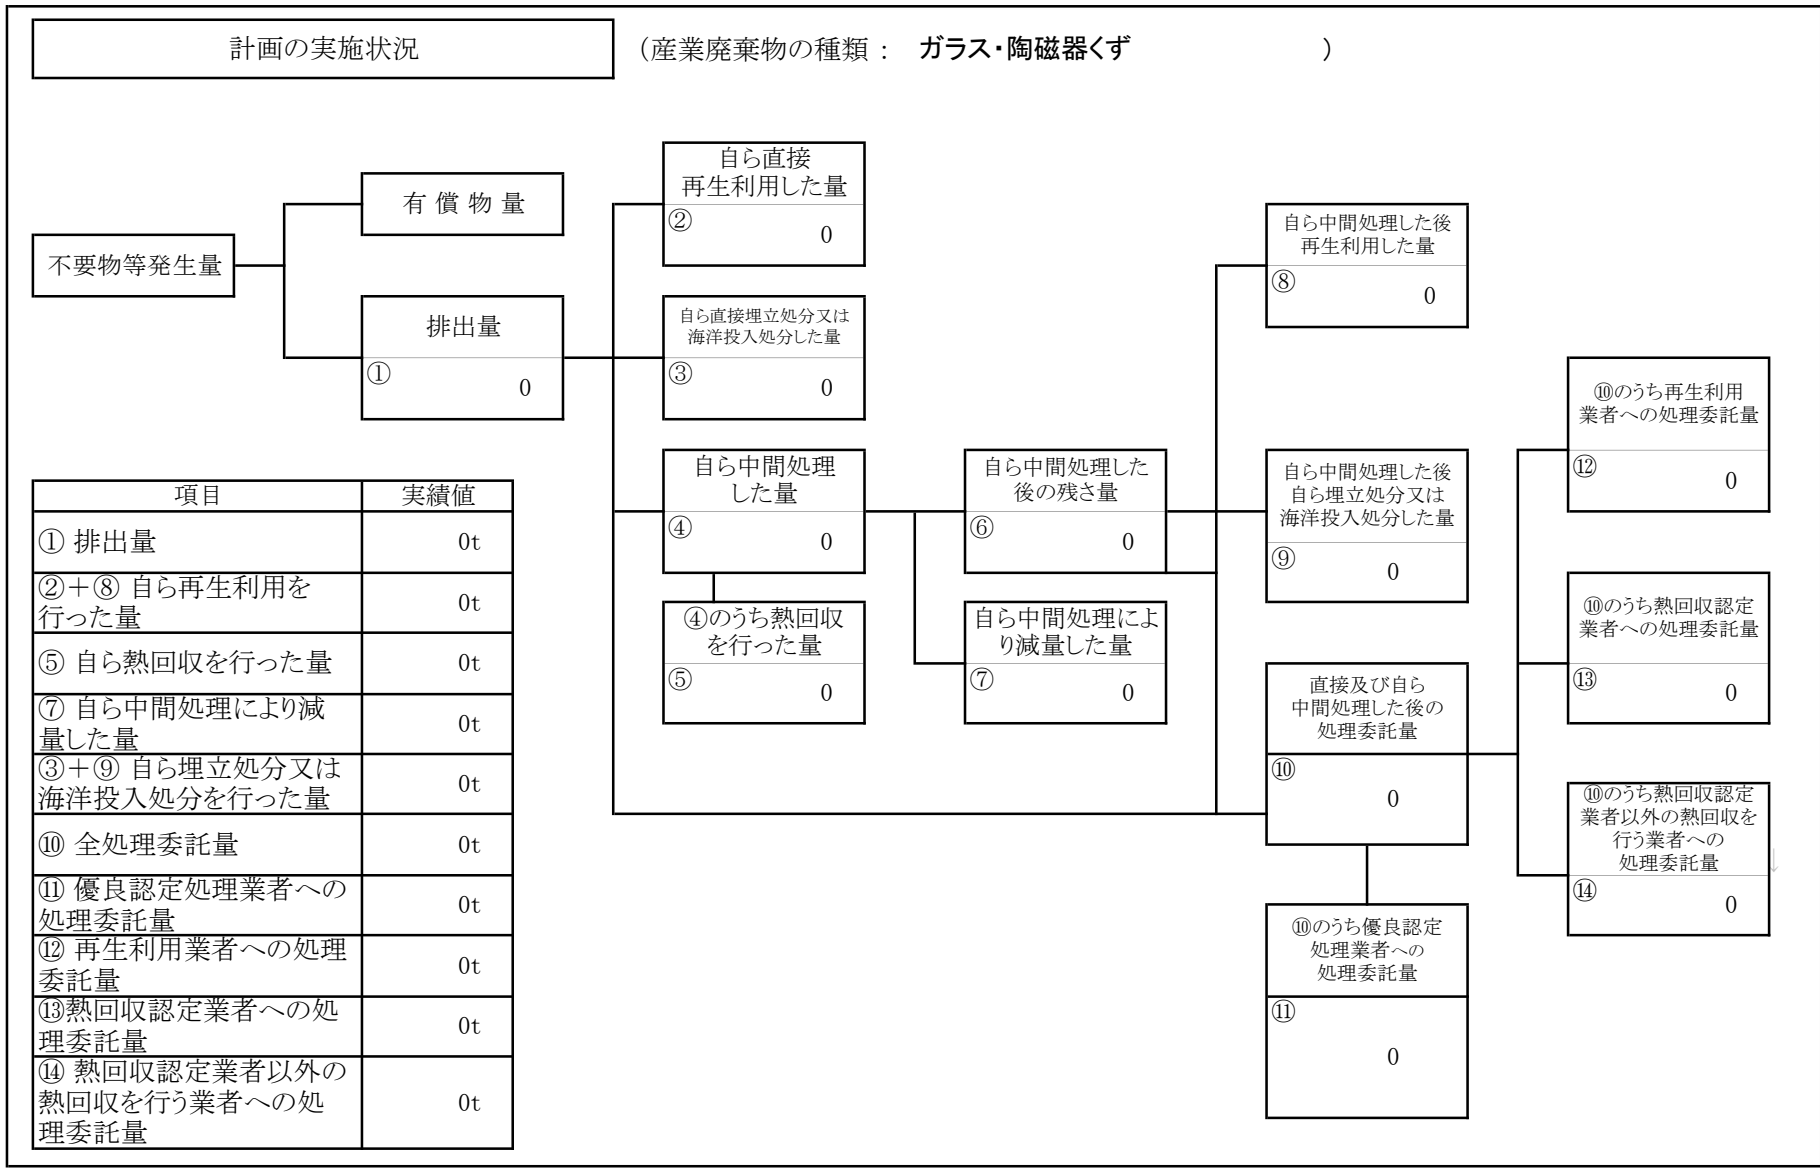 計画の実施状況
（産業廃棄物の種類： ガラス・陶磁器くず ）
不要物等発生量
有 償 物 量
排出量
①
0
自ら直接
再生利用した量
②
0
自ら直接埋立処分又は
海洋投入処分した量
③
0
自ら中間処理
した量
④
0
④のうち熱回収
を行った量
⑤
0
自ら中間処理した
後の残さ量
⑥
0
自ら中間処理によ
り減量した量
⑦
0
自ら中間処理した後
再生利用した量
⑧
0
自ら中間処理した後
自ら埋立処分又は
海洋投入処分した量
⑨
0
直接及び自ら
中間処理した後の
処理委託量
⑩
0
⑩のうち優良認定
処理業者への
処理委託量
⑪
0
⑩のうち再生利用
業者への処理委託量
⑫
0
⑩のうち熱回収認定
業者への処理委託量
⑬
0
⑩のうち熱回収認定
業者以外の熱回収を
行う業者への
処理委託量
⑭
0
↓
項目 実績値
① 排出量 0t
②＋⑧ 自ら再生利用を
行った量 0t
⑤ 自ら熱回収を行った量 0t
⑦ 自ら中間処理により減
量した量 0t
③＋⑨ 自ら埋立処分又は
海洋投入処分を行った量 0t
⑩ 全処理委託量 0t
⑪ 優良認定処理業者への
処理委託量 0t
⑫ 再生利用業者への処理
委託量 0t
⑬熱回収認定業者への処
理委託量 0t
⑭ 熱回収認定業者以外の
熱回収を行う業者への処
理委託量 0t